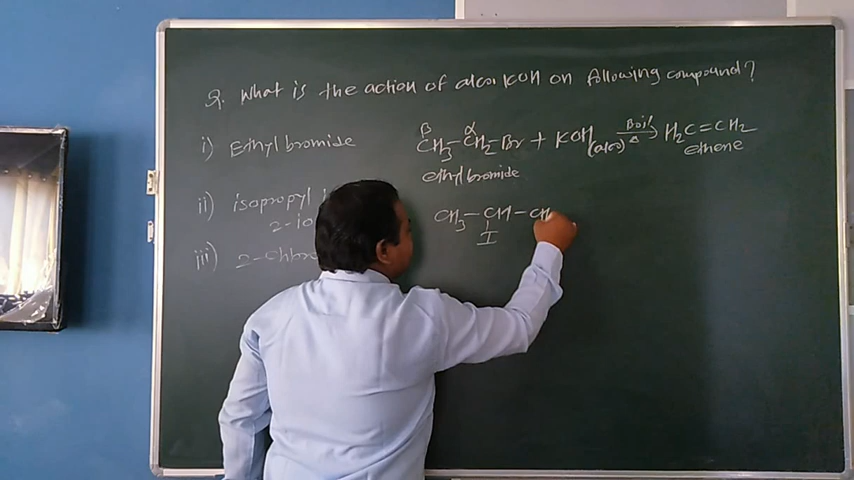 Q. What is the action of alco. KOH on following compound?
i) Ethyl bromide
β α
CH3-CH2-Br + KOH (alco) Boil Δ → H2C=CH2
ethyl bromide ethene
ii) isopropyl
2-io
CH3-CH-CH
I
iii) 2-Chloro